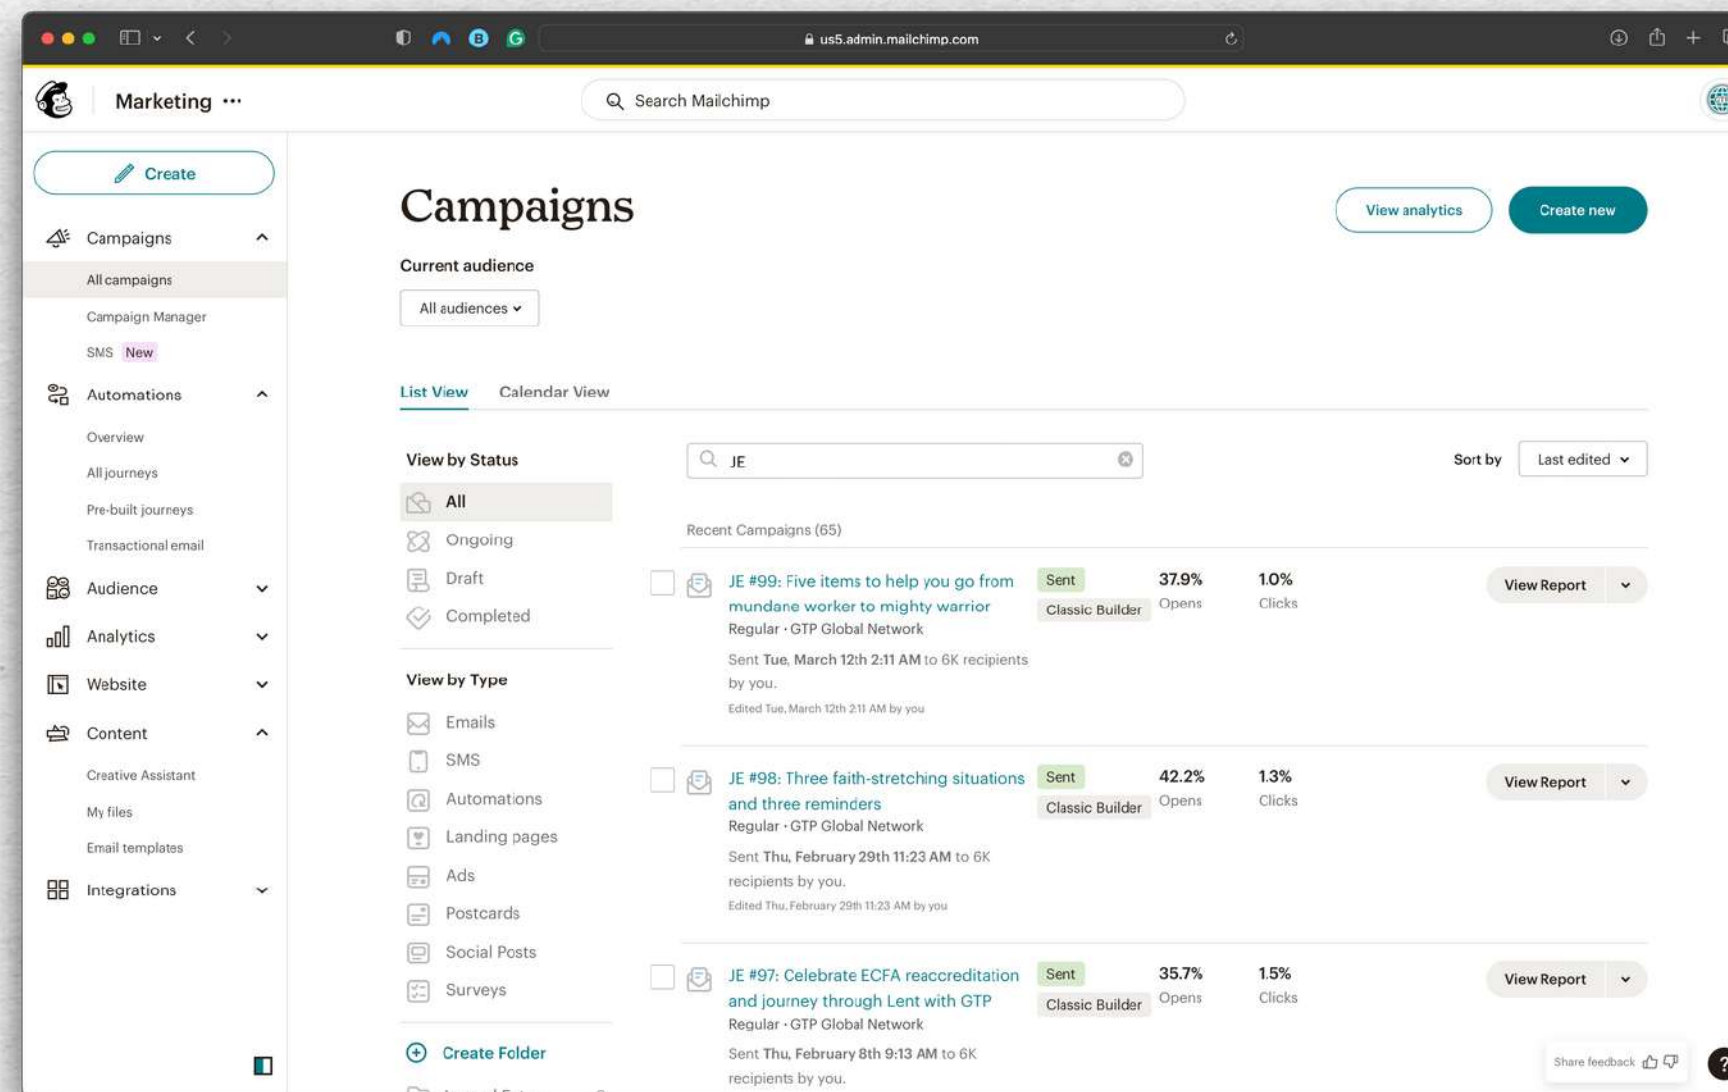 us5.admin.mailchimp.com
Marketing
Search Mailchimp
Create
Campaigns
All campaigns
Campaign Manager
SMS New
Automations
Overview
All journeys
Pre-built journeys
Transactional email
Audience
Analytics
Website
Content
Creative Assistant
My files
Email templates
Integrations
Campaigns
View analytics
Create new
Current audience
All audiences
List View
Calendar View
View by Status
All
Ongoing
Draft
Completed
View by Type
Emails
SMS
Automations
Landing pages
Ads
Postcards
Social Posts
Surveys
Create Folder
JE
Sort by
Last edited
Recent Campaigns (65)
JE #99: Five items to help you go from
mundane worker to mighty warrior
Regular · GTP Global Network
Sent Tue, March 12th 2:11 AM to 6K recipients
by you.
Edited Tue, March 12th 2:11 AM by you
Sent
Classic Builder
37.9%
Opens
1.0%
Clicks
View Report
JE #98: Three faith-stretching situations
and three reminders
Regular · GTP Global Network
Sent Thu, February 29th 11:23 AM to 6K
recipients by you.
Edited Thu, February 29th 11:23 AM by you
Sent
Classic Builder
42.2%
Opens
1.3%
Clicks
View Report
JE #97: Celebrate ECFA reaccreditation
and journey through Lent with GTP
Regular · GTP Global Network
Sent Thu, February 8th 9:13 AM to 6K
recipients by you.
Sent
Classic Builder
35.7%
Opens
1.5%
Clicks
View Report
Share feedback
?